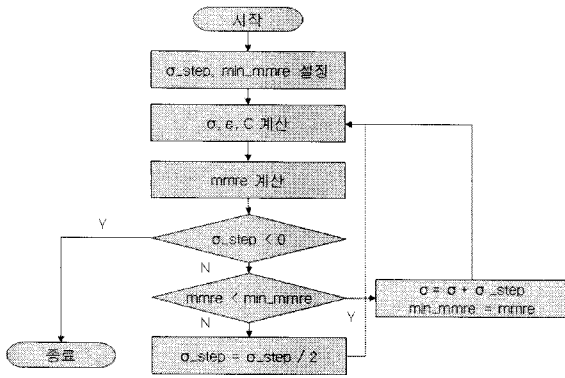 시작
σ_step, min_mmre 설정
σ, e, C 계산
mmre 계산
Y
σ_step < 0
N
mmre < min_mmre
Y
σ = σ + σ_step
min_mmre = mmre
N
종료
σ_step = σ_step / 2